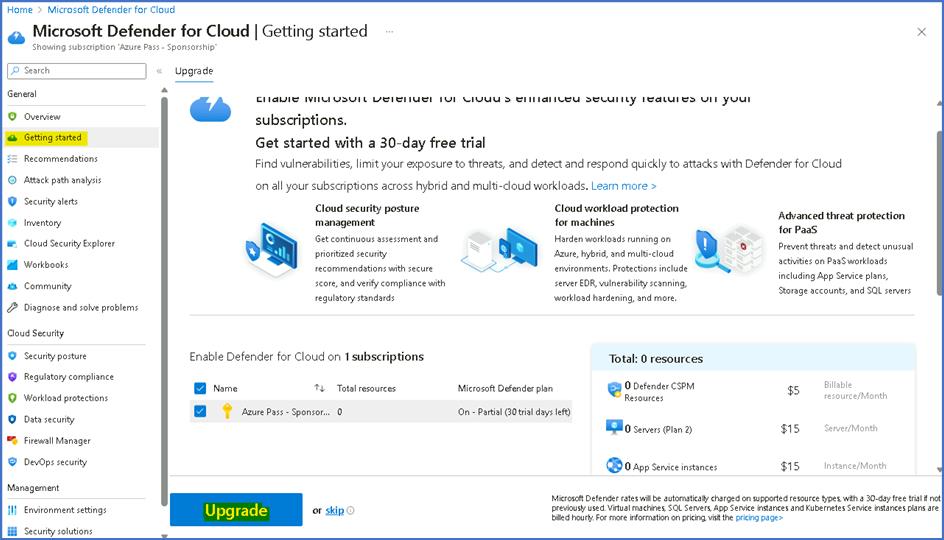 Home > Microsoft Defender for Cloud
Microsoft Defender for Cloud | Getting started ...
Showing subscription 'Azure Pass - Sponsorship'
Search
«
General
Overview
Getting started
Recommendations
Attack path analysis
Security alerts
Inventory
Cloud Security Explorer
Workbooks
Community
Diagnose and solve problems
Cloud Security
Security posture
Regulatory compliance
Workload protections
Data security
Firewall Manager
DevOps security
Management
Environment settings
Security solutions
Upgrade
Enable Microsoft Defender for Cloud's enhanced security features on your
subscriptions.
Get started with a 30-day free trial
Find vulnerabilities, limit your exposure to threats, and detect and respond quickly to attacks with Defender for Cloud
on all your subscriptions across hybrid and multi-cloud workloads. Learn more >
Cloud security posture
management
Get continuous assessment and
prioritized security
recommendations with secure
score, and verify compliance with
regulatory standards
Cloud workload protection
for machines
Harden workloads running on
Azure, hybrid, and multi-cloud
environments. Protections include
server EDR, vulnerability scanning,
workload hardening, and more.
Advanced threat protection
for PaaS
Prevent threats and detect unusual
activities on PaaS workloads
including App Service plans,
Storage accounts, and SQL servers
Enable Defender for Cloud on 1 subscriptions
Name ↑↓ Total resources Microsoft Defender plan
Azure Pass - Sponsor... 0 On - Partial (30 trial days left)
Total: 0 resources
0 Defender CSPM
Resources
$5
Billable
resource/Month
0 Servers (Plan 2) $15 Server/Month
0 App Service instances $15 Instance/Month
Upgrade or skip
Microsoft Defender rates will be automatically charged on supported resource types, with a 30-day free trial if not
previously used. Virtual machines, SQL Servers, App Service instances and Kubernetes Service instances plans are
billed hourly. For more information on pricing, visit the pricing page>